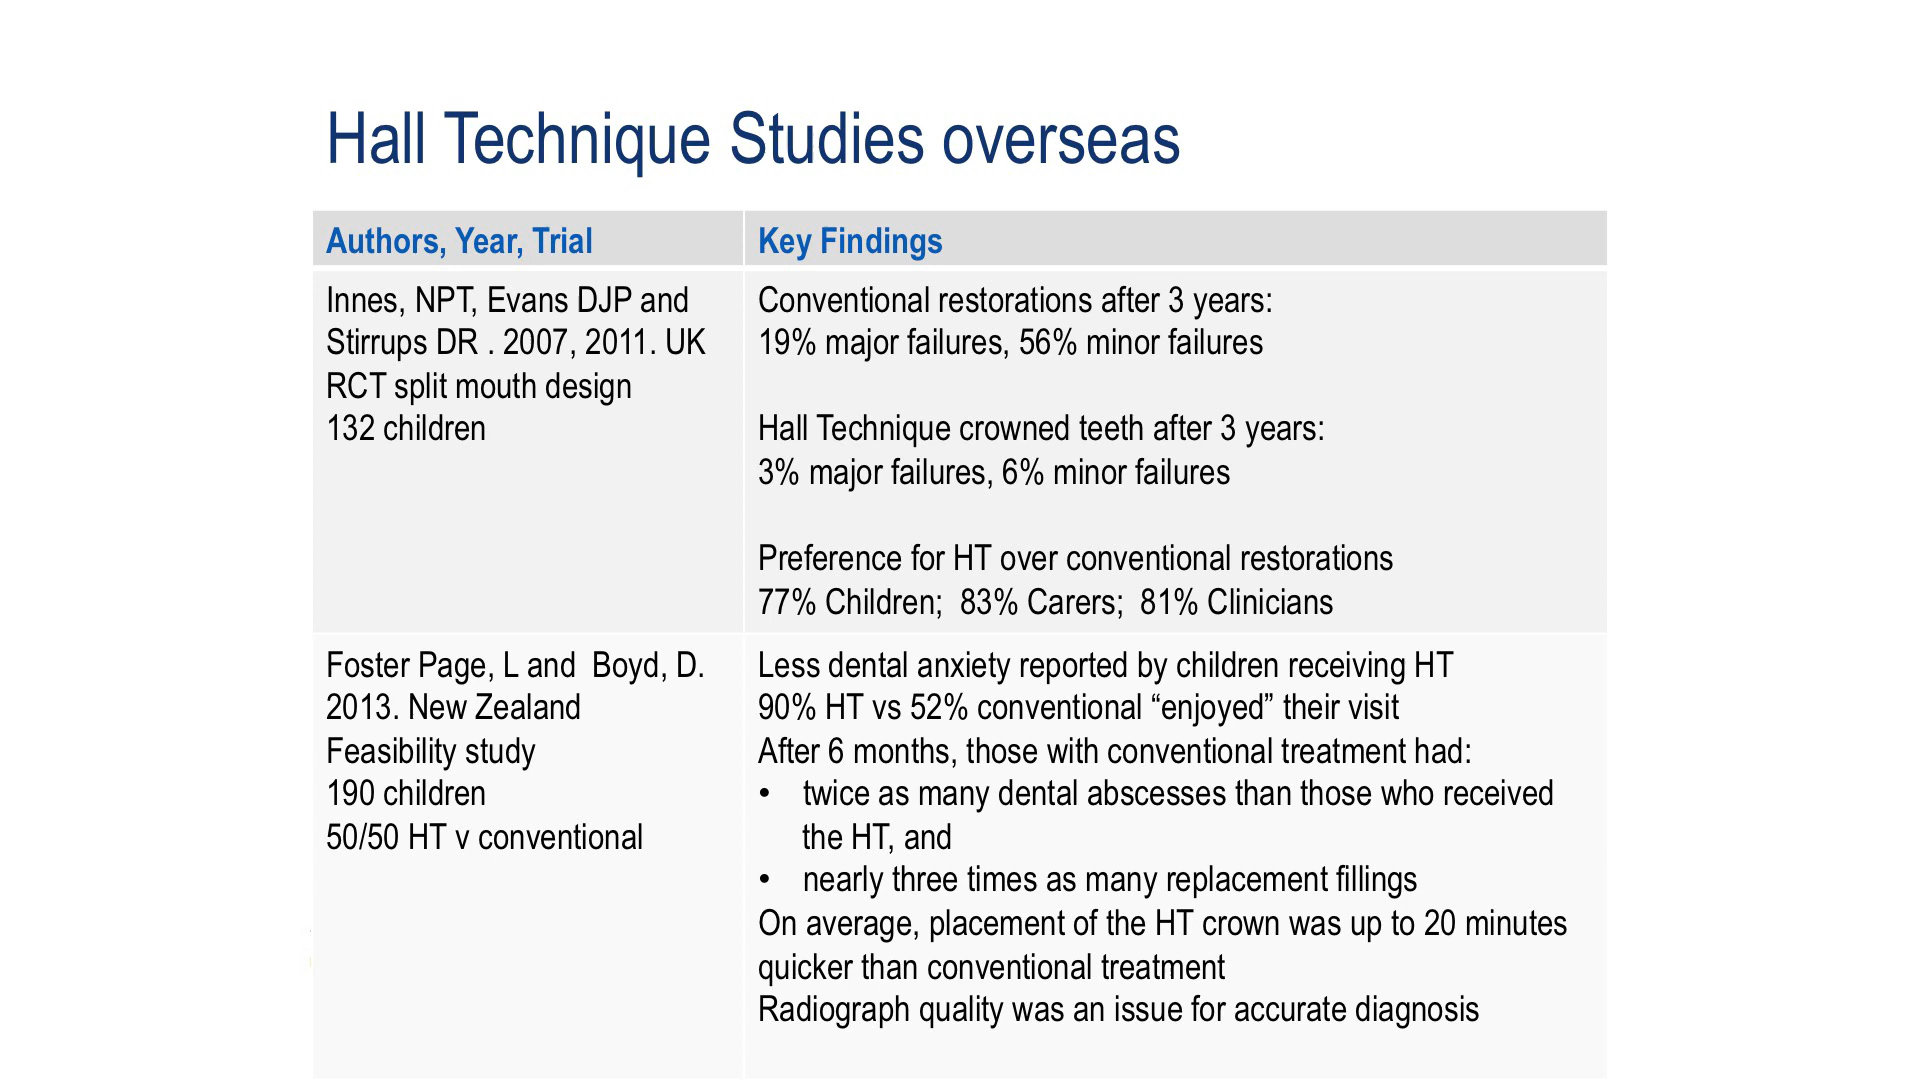 Hall Technique Studies overseas
Authors, Year, Trial
Key Findings
Innes, NPT, Evans DJP and
Stirrups DR . 2007, 2011. UK
RCT split mouth design
132 children
Conventional restorations after 3 years:
19% major failures, 56% minor failures
Hall Technique crowned teeth after 3 years:
3% major failures, 6% minor failures
Preference for HT over conventional restorations
77% Children;  83% Carers;  81% Clinicians
Foster Page, L and  Boyd, D.
2013. New Zealand
Feasibility study
190 children
50/50 HT v conventional
Less dental anxiety reported by children receiving HT
90% HT vs 52% conventional “enjoyed” their visit
After 6 months, those with conventional treatment had:
• twice as many dental abscesses than those who received
the HT, and
• nearly three times as many replacement fillings
On average, placement of the HT crown was up to 20 minutes
quicker than conventional treatment
Radiograph quality was an issue for accurate diagnosis